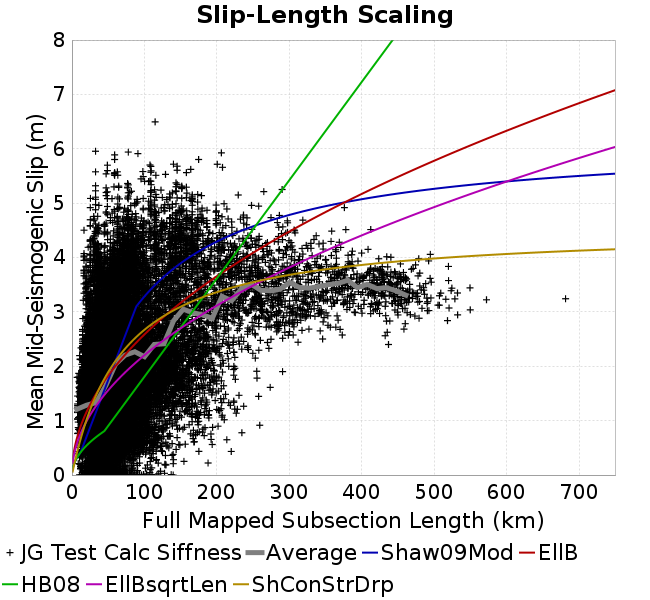 Slip-Length Scaling
Mean Mid-Seismogenic Slip (m)
8
7
6
5
4
3
2
1
0
0 100 200 300 400 500 600 700
Full Mapped Subsection Length (km)
JG Test Calc Siffness Average Shaw09Mod EllB
HB08 EllBsqrtLen ShConStrDrp